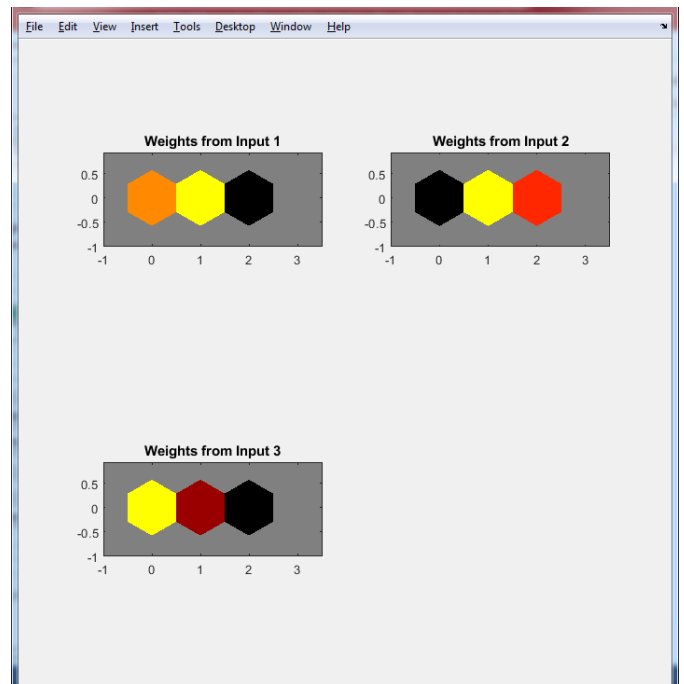 File Edit View Insert Tools Desktop Window Help
Weights from Input 1
0.5
0
-0.5
-1
-1 0 1 2 3
Weights from Input 2
0.5
0
-0.5
-1
-1 0 1 2 3
Weights from Input 3
0.5
0
-0.5
-1
-1 0 1 2 3